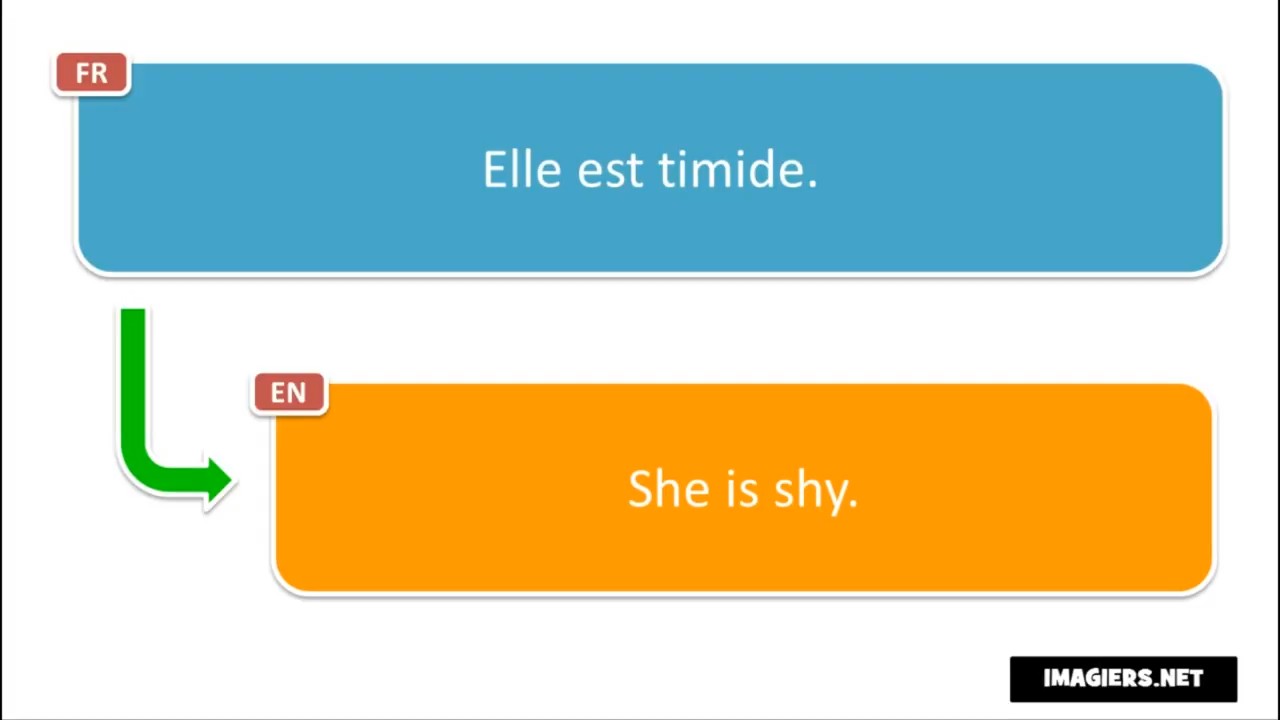 FR
Elle est timide.
EN
She is shy.
IMAGIERS.NET